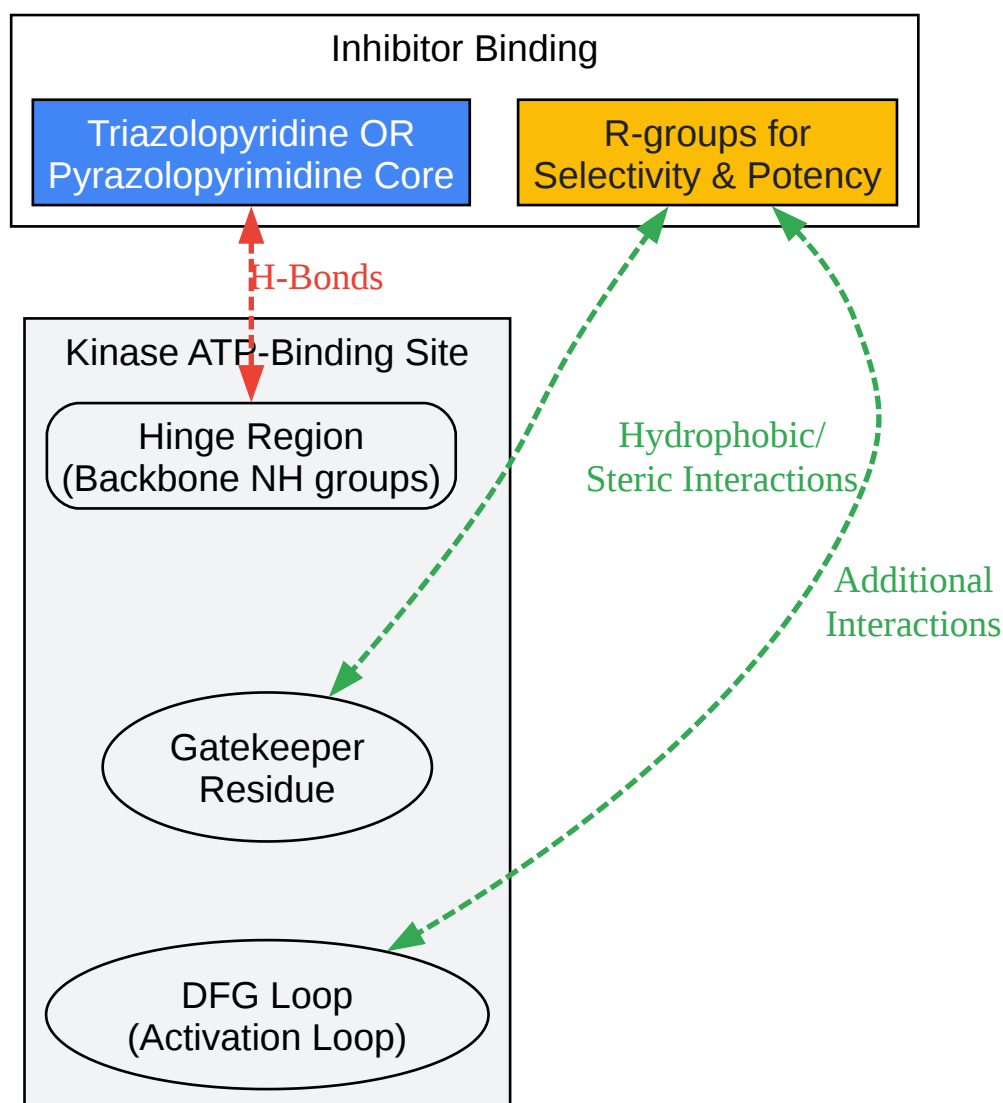 Inhibitor Binding
Triazolopyridine OR
Pyrazolopyrimidine Core
R-groups for
Selectivity & Potency
H-Bonds
Kinase ATP-Binding Site
Hinge Region
(Backbone NH groups)
Hydrophobic/
Steric Interactions
Additional
Interactions
Gatekeeper
Residue
DFG Loop
(Activation Loop)